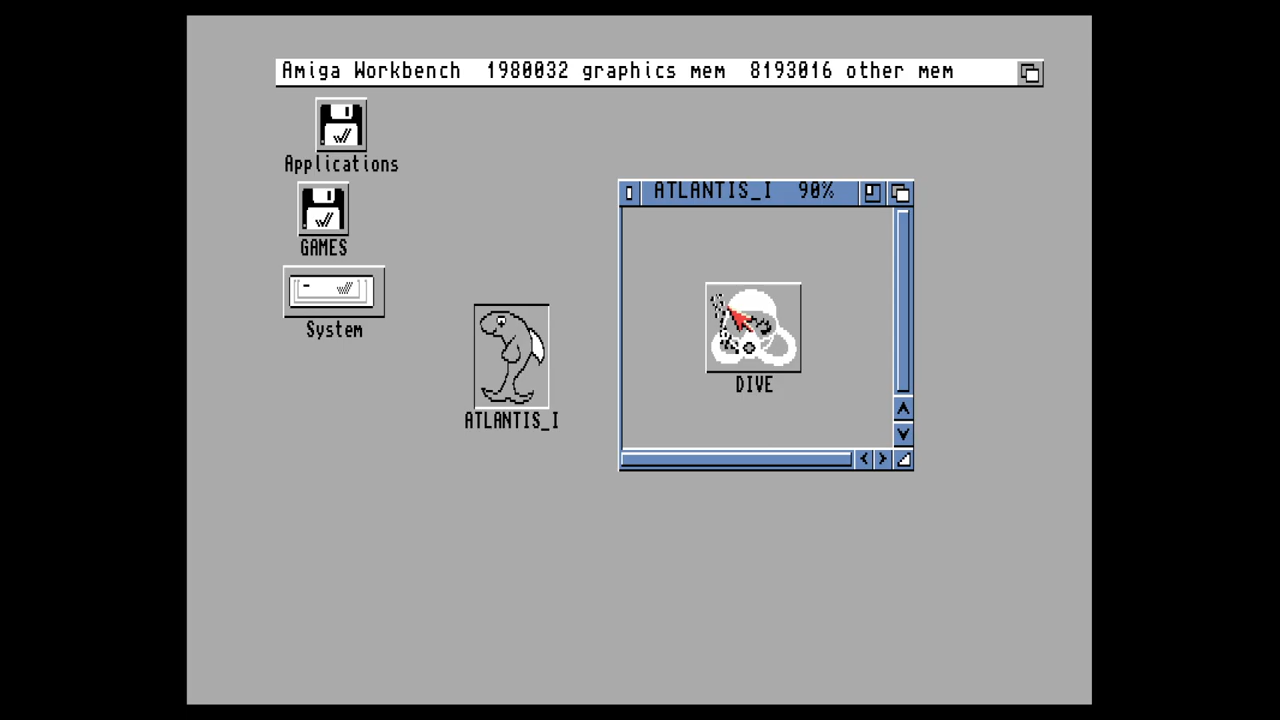 Amiga Workbench 1980032 graphics mem 8193016 other mem
Applications
GAMES
System
ATLANTIS_I
ATLANTIS_I 90%
DIVE